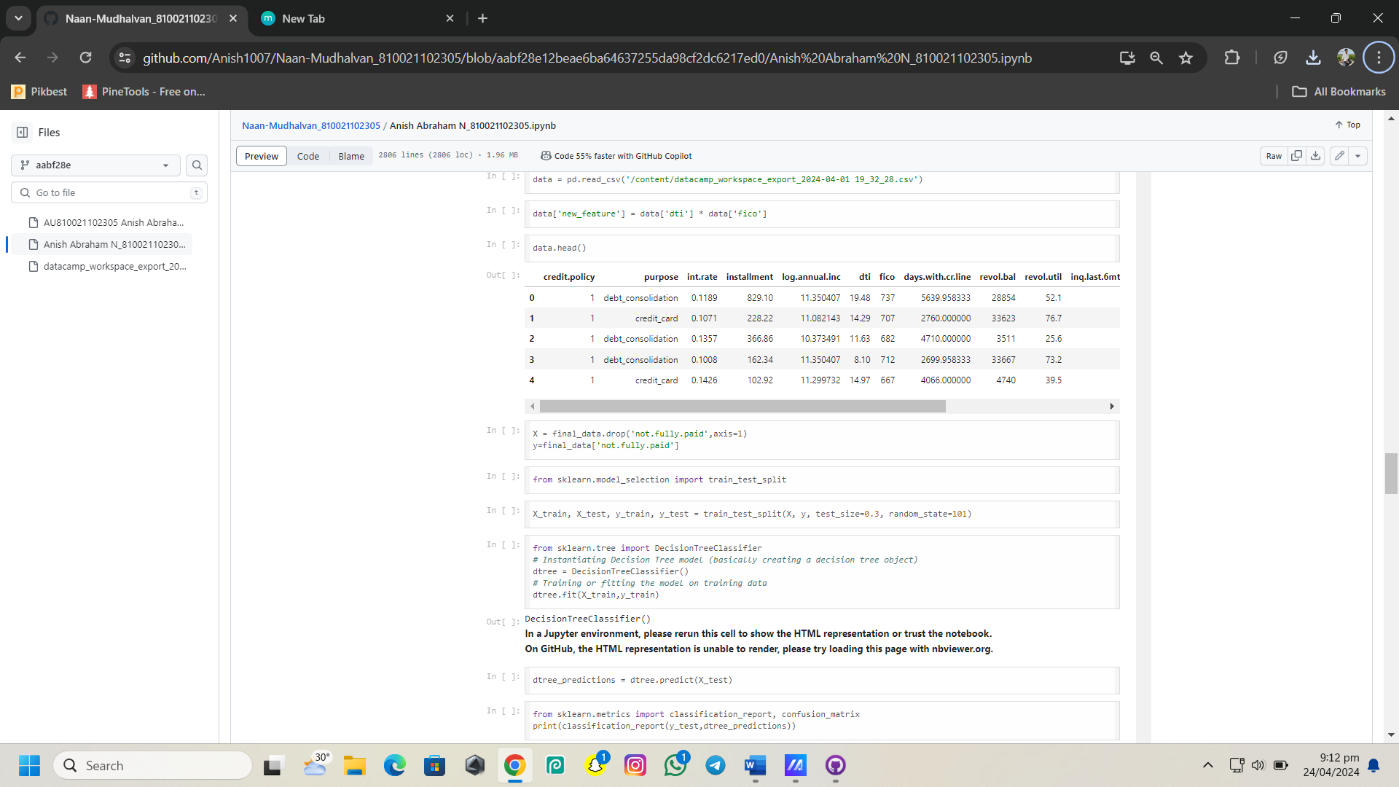 Naan-Mudhalvan_81002110230
New Tab
github.com/Anish1007/Naan-Mudhalvan_810021102305/blob/aabf28e12beae6ba64637255da98cf2dc6217ed0/Anish%20Abraham%20N_810021102305.ipynb
Pikbest
PineTools - Free on...
All Bookmarks
Files
Naan-Mudhalvan_810021102305 / Anish Abraham N_810021102305.ipynb
Top
aabf28e
Preview Code Blame 2806 lines (2806 loc) · 1.96 MB Code 55% faster with GitHub Copilot Raw
Go to file t
AU810021102305 Anish Abraha...
Anish Abraham N_81002110230...
datacamp_workspace_export_20...
In [ ]: data = pd.read_csv('/content/datacamp_workspace_export_2024-04-01 19_32_28.csv')
In [ ]: data['new_feature'] = data['dti'] * data['fico']
In [ ]: data.head()
Out[ ]: credit.policy purpose int.rate installment log.annual.inc dti fico days.with.cr.line revol.bal revol.util inq.last.6mt
0 1 debt_consolidation 0.1189 829.10 11.350407 19.48 737 5639.958333 28854 52.1
1 1 credit_card 0.1071 228.22 11.082143 14.29 707 2760.000000 33623 76.7
2 1 debt_consolidation 0.1357 366.86 10.373491 11.63 682 4710.000000 3511 25.6
3 1 debt_consolidation 0.1008 162.34 11.350407 8.10 712 2699.958333 33667 73.2
4 1 credit_card 0.1426 102.92 11.299732 14.97 667 4066.000000 4740 39.5
In [ ]: X = final_data.drop('not.fully.paid',axis=1)
y=final_data['not.fully.paid']
In [ ]: from sklearn.model_selection import train_test_split
In [ ]: X_train, X_test, y_train, y_test = train_test_split(X, y, test_size=0.3, random_state=101)
In [ ]: from sklearn.tree import DecisionTreeClassifier
# Instantiating Decision Tree model (basically creating a decision tree object)
dtree = DecisionTreeClassifier()
# Training or fitting the model on training data
dtree.fit(X_train,y_train)
Out[ ]: DecisionTreeClassifier()
In a Jupyter environment, please rerun this cell to show the HTML representation or trust the notebook.
On GitHub, the HTML representation is unable to render, please try loading this page with nbviewer.org.
In [ ]: dtree_predictions = dtree.predict(X_test)
In [ ]: from sklearn.metrics import classification_report, confusion_matrix
print(classification_report(y_test,dtree_predictions))
30°
Search
1
1
9:12 pm
24/04/2024